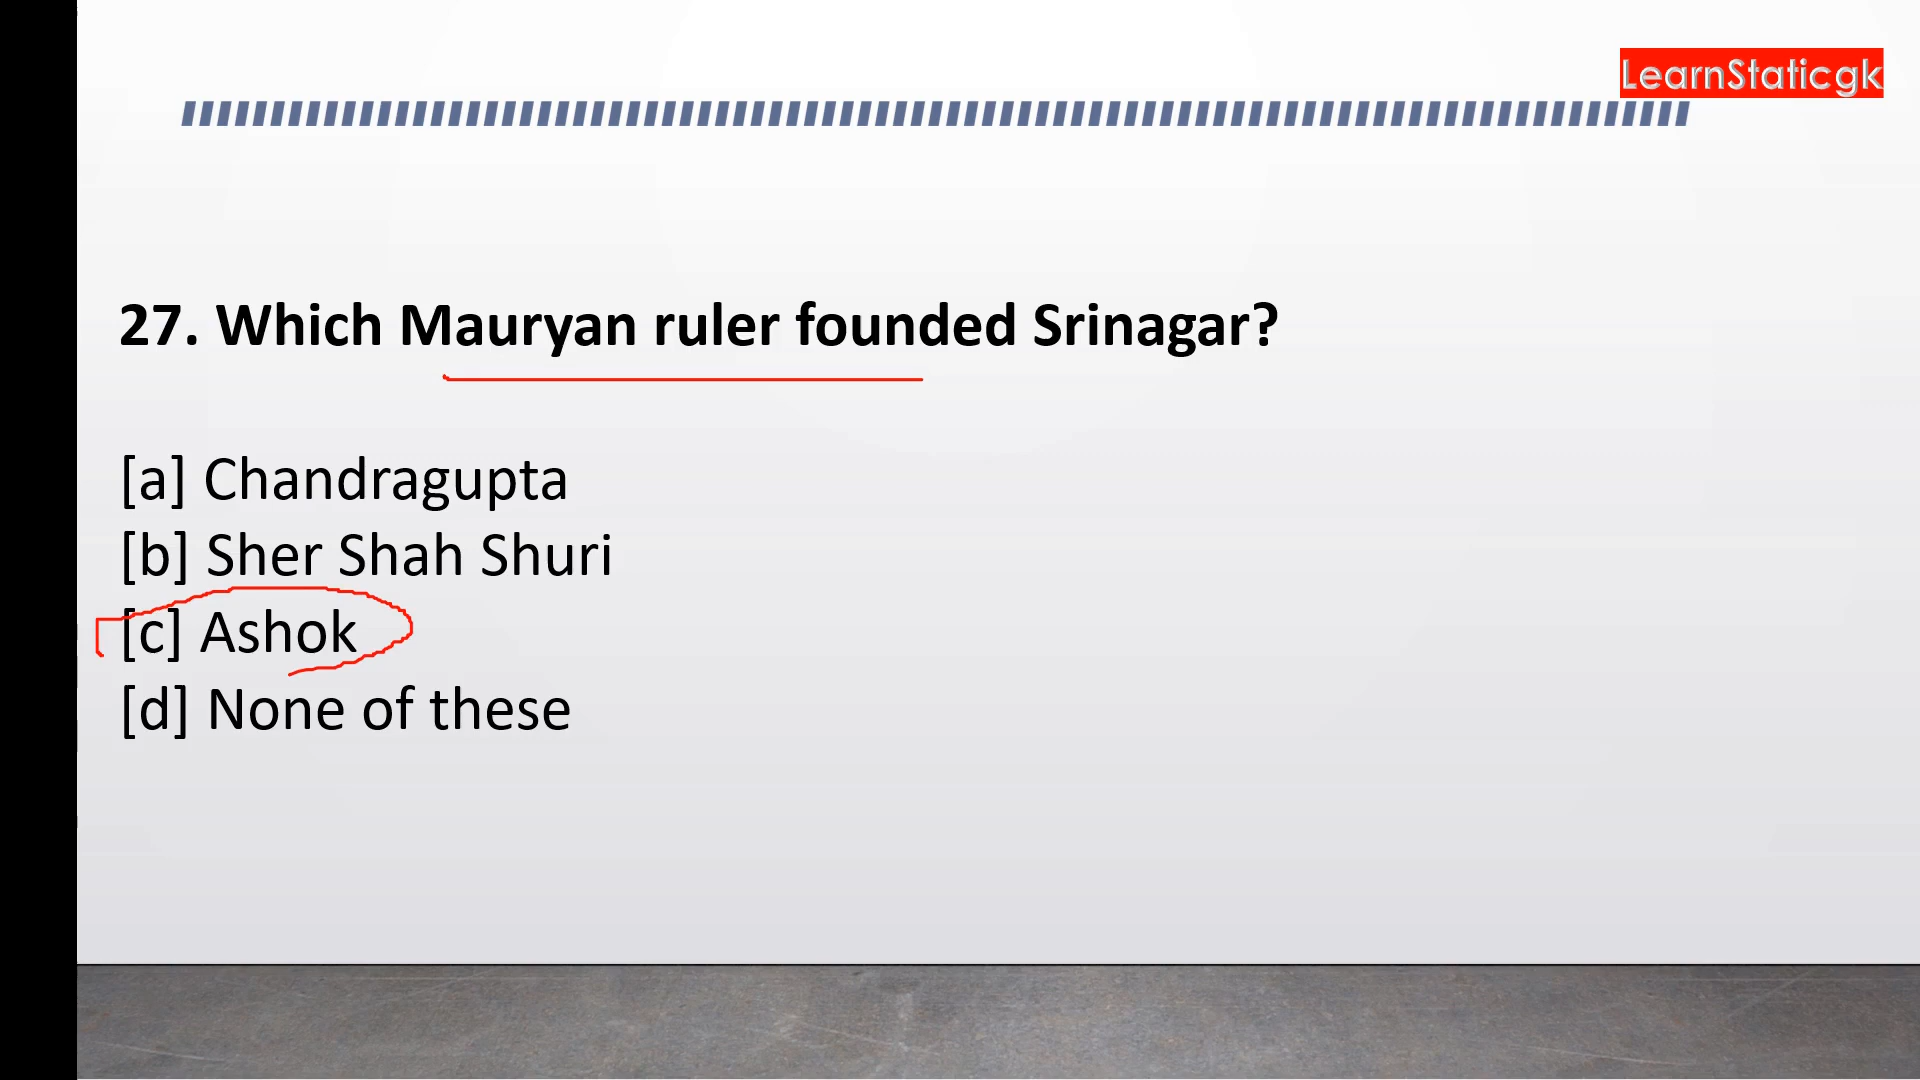 LearnStaticgk
27. Which Mauryan ruler founded Srinagar?
[a] Chandragupta
[b] Sher Shah Shuri
[c] Ashok
[d] None of these